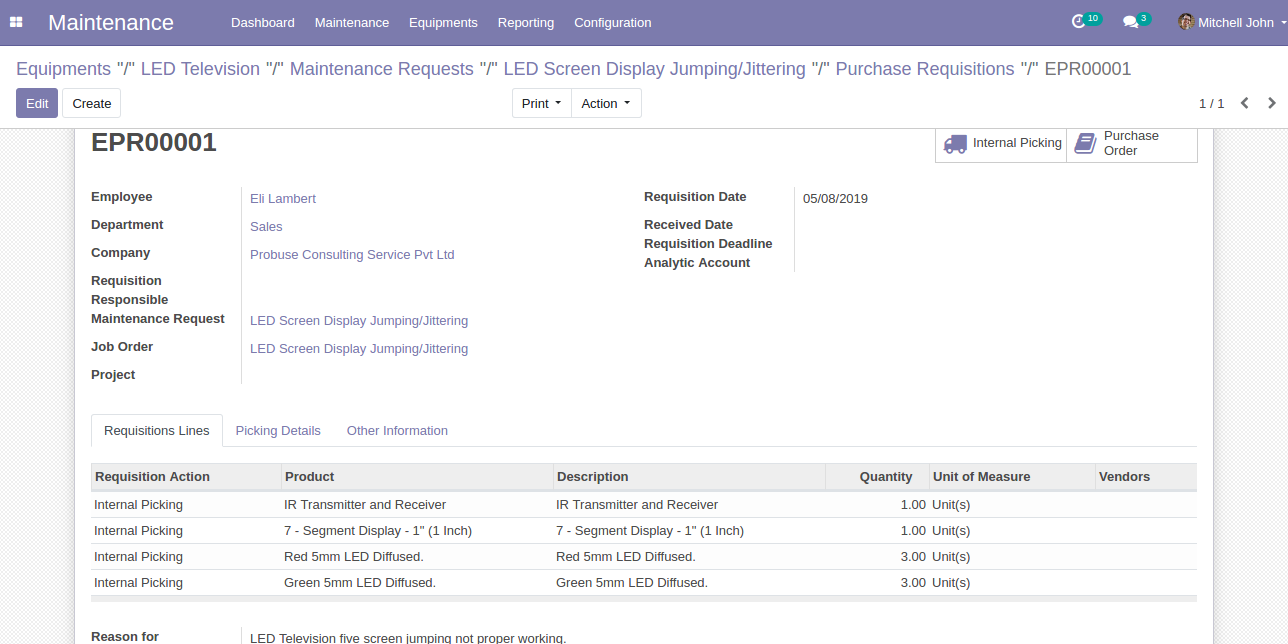 Maintenance Dashboard Maintenance Equipments Reporting Configuration 10 3 Mitchell John
Equipments "/" LED Television "/" Maintenance Requests "/" LED Screen Display Jumping/Jittering "/" Purchase Requisitions "/" EPR00001
Edit Create Print Action 1 / 1
EPR00001 Internal Picking Purchase
Order
Employee Eli Lambert Requisition Date 05/08/2019
Department Sales Received Date
Requisition Deadline
Company Probuse Consulting Service Pvt Ltd Analytic Account
Requisition
Responsible
Maintenance Request LED Screen Display Jumping/Jittering
Job Order LED Screen Display Jumping/Jittering
Project
Requisitions Lines Picking Details Other Information
Requisition Action Product Description Quantity Unit of Measure Vendors
Internal Picking IR Transmitter and Receiver IR Transmitter and Receiver 1.00 Unit(s)
Internal Picking 7 - Segment Display - 1" (1 Inch) 7 - Segment Display - 1" (1 Inch) 1.00 Unit(s)
Internal Picking Red 5mm LED Diffused. Red 5mm LED Diffused. 3.00 Unit(s)
Internal Picking Green 5mm LED Diffused. Green 5mm LED Diffused. 3.00 Unit(s)
Reason for LED Television five screen jumping not proper working.